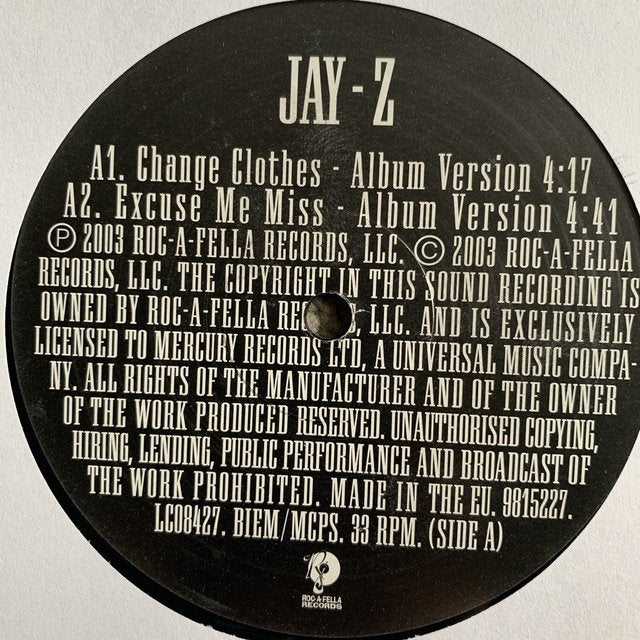 JAY-Z
A1. Change Clothes - Album Version 4:17
A2. Excuse Me Miss - Album Version 4:41
Ⓟ 2003 ROC-A-FELLA RECORDS, LLC. © 2003 ROC-A-FELLA
RECORDS, LLC. THE COPYRIGHT IN THIS SOUND RECORDING IS
OWNED BY ROC-A-FELLA LLC. AND IS EXCLUSIVELY
LICENSED TO MERCURY RECORDS LTD, A UNIVERSAL MUSIC COMPA-
NY. ALL RIGHTS OF THE MANUFACTURER AND OF THE OWNER
OF THE WORK PRODUCED RESERVED. UNAUTHORISED COPYING,
HIRING, LENDING, PUBLIC PERFORMANCE AND BROADCAST OF
THE WORK PROHIBITED. MADE IN THE EU. 9815227.
LC08427. BIEM/MCPS. 33 RPM. (SIDE A)
ROC-A-FELLA
RECORDS